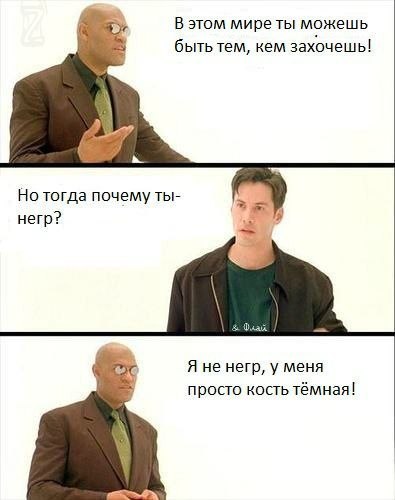 В этом мире ты можешь
быть тем, кем захочешь!
Но тогда почему ты-
негр?
& Флай
Я не негр, у меня
просто кость тёмная!